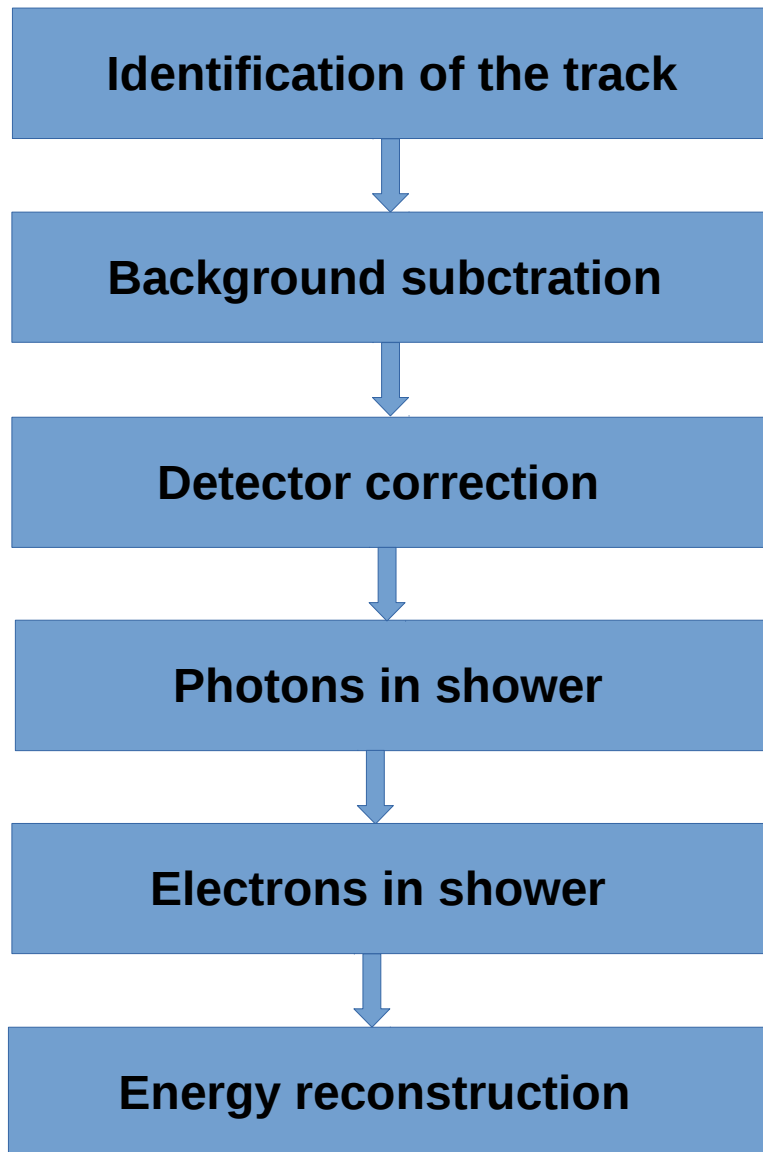 Identification of the track
Background subctration
Detector correction
Photons in shower
Electrons in shower
Energy reconstruction